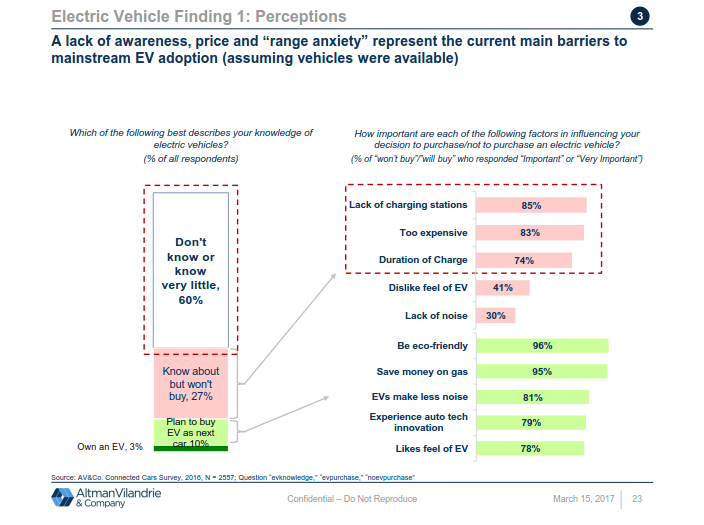 Electric Vehicle Finding 1: Perceptions
3
A lack of awareness, price and “range anxiety” represent the current main barriers to
mainstream EV adoption (assuming vehicles were available)
Which of the following best describes your knowledge of
electric vehicles?
(% of all respondents)
Don't
know or
know
very little,
60%
Know about
but won't
buy, 27%
Plan to buy
EV as next
car,10%
Own an EV, 3%
How important are each of the following factors in influencing your
decision to purchase/not to purchase an electric vehicle?
(% of “won’t buy”/”will buy” who responded “Important” or “Very Important”)
Lack of charging stations 85%
Too expensive 83%
Duration of Charge 74%
Dislike feel of EV 41%
Lack of noise 30%
Be eco-friendly 96%
Save money on gas 95%
EVs make less noise 81%
Experience auto tech
innovation 79%
Likes feel of EV 78%
Source: AV&Co. Connected Cars Survey, 2016, N = 2557; Question “evknowledge,” “evpurchase,” “noevpurchase”
AltmanVilandrie
& Company
Confidential – Do Not Reproduce
March 15, 2017
23